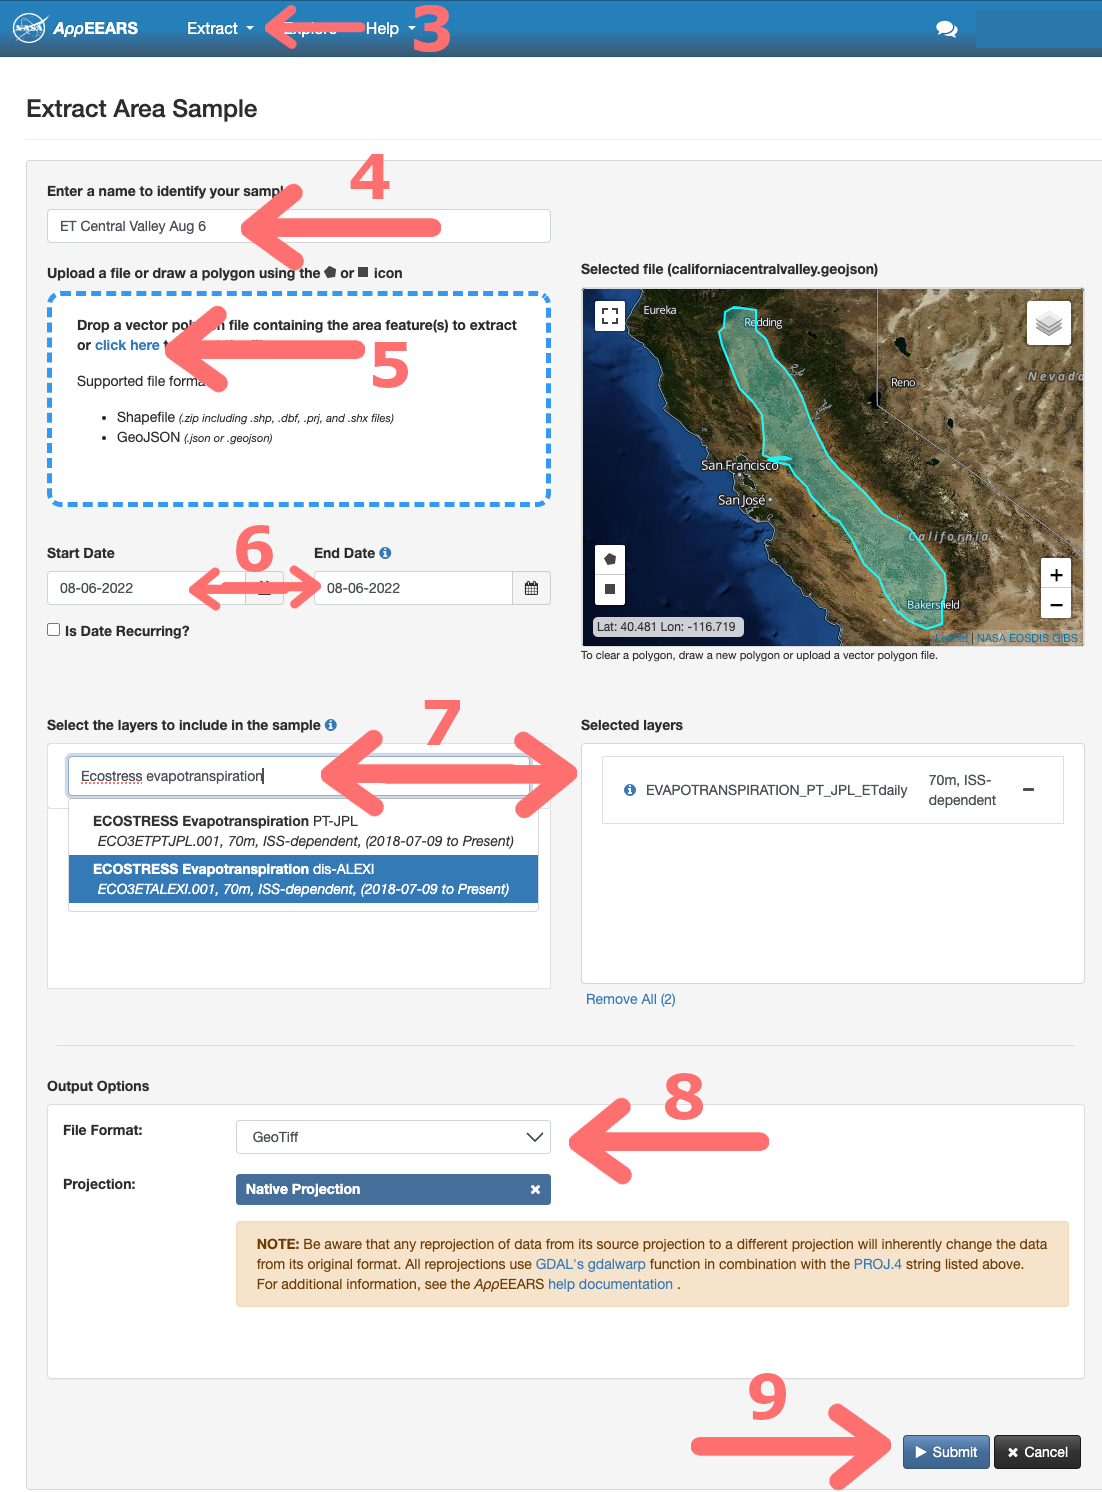 NASA AppEEARS Extract Explore Help 3
Extract Area Sample
4
Enter a name to identify your sample
ET Central Valley Aug 6
Upload a file or draw a polygon using the or icon
Drop a vector polygon file containing the area feature(s) to extract
or click here
5
Supported file forma
Shapefile (.zip including .shp, .dbf, .prj, and .shx files)
GeoJSON (.json or .geojson)
Selected file (californiacentralvalley.geojson)
Eureka
Redding
Nevada
Reno
San Francisco
San José
California
Bakersfield
+
−
Lat: 40.481 Lon: -116.719
Leaflet | NASA EOSDIS GIBS
To clear a polygon, draw a new polygon or upload a vector polygon file.
6
Start Date
End Date
08-06-2022
08-06-2022
Is Date Recurring?
7
Select the layers to include in the sample
Ecostress evapotranspiration
ECOSTRESS Evapotranspiration PT-JPL
ECO3ETPTJPL.001, 70m, ISS-dependent, (2018-07-09 to Present)
ECOSTRESS Evapotranspiration dis-ALEXI
ECO3ETALEXI.001, 70m, ISS-dependent, (2018-07-09 to Present)
Selected layers
EVAPOTRANSPIRATION_PT_JPL_ETdaily
70m, ISS-
dependent
Remove All (2)
Output Options
8
File Format:
GeoTiff
Projection:
Native Projection
NOTE: Be aware that any reprojection of data from its source projection to a different projection will inherently change the data
from its original format. All reprojections use GDAL's gdalwarp function in combination with the PROJ.4 string listed above.
For additional information, see the AppEEARS help documentation .
9
Submit
Cancel